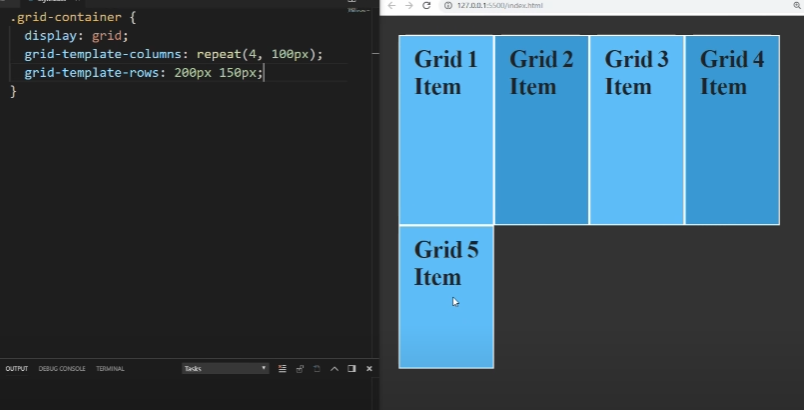 .grid-container {
display: grid;
grid-template-columns: repeat(4, 100px);
grid-template-rows: 200px 150px;
}
OUTPUT DEBUG CONSOLE TERMINAL Tasks
127.0.0.1:5500/index.html
Grid 1 Item
Grid 2 Item
Grid 3 Item
Grid 4 Item
Grid 5 Item